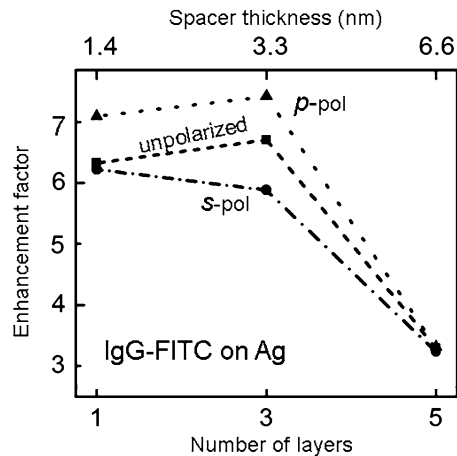 Spacer thickness (nm)
1.4 3.3 6.6
7
6
5
4
3
Enhancement factor
p-pol
unpolarized
s-pol
IgG-FITC on Ag
1 3 5
Number of layers